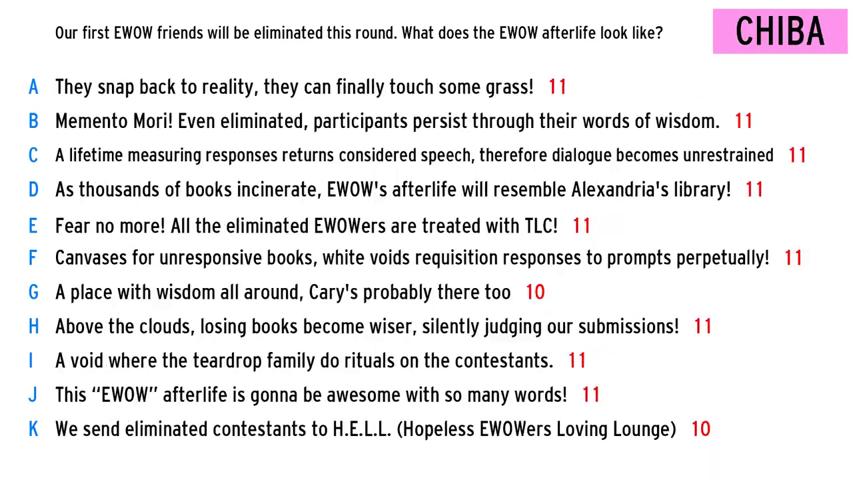 Our first EWOW friends will be eliminated this round. What does the EWOW afterlife look like?
CHIBA
A They snap back to reality, they can finally touch some grass! 11
B Memento Mori! Even eliminated, participants persist through their words of wisdom. 11
C A lifetime measuring responses returns considered speech, therefore dialogue becomes unrestrained 11
D As thousands of books incinerate, EWOW's afterlife will resemble Alexandria's library! 11
E Fear no more! All the eliminated EWOWers are treated with TLC! 11
F Canvases for unresponsive books, white voids requisition responses to prompts perpetually! 11
G A place with wisdom all around, Cary's probably there too 10
H Above the clouds, losing books become wiser, silently judging our submissions! 11
I A void where the teardrop family do rituals on the contestants. 11
J This “EWOW” afterlife is gonna be awesome with so many words! 11
K We send eliminated contestants to H.E.L.L. (Hopeless EWOWers Loving Lounge) 10